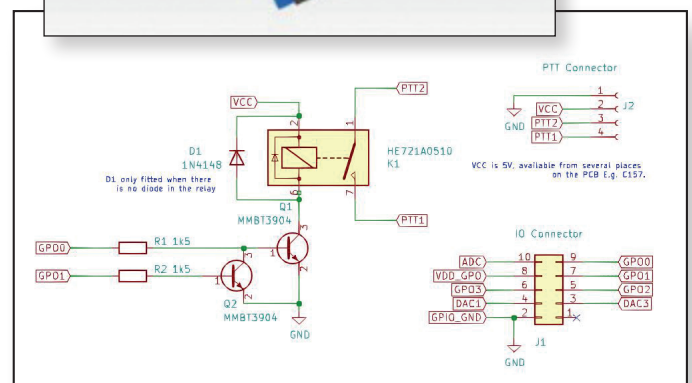 PTT Connector
VCC
PTT2
1
2
VCC
2
J2
PTT2
3
PTT1
4
GND
1
D1
1N4148
HE721A0510
K1
D1 only fitted when there
is no diode in the relay
VCC is 5V, available from several places
on the PCB E.g. C157.
6
7
Q1
MMBT3904
PTT1
3
IO Connector
GPO0
R1 1k5
1
ADC
10
9
GPO0
GPO1
R2 1k5
3
2
VDD_GPO
8
7
GPO1
1
GPO3
6
5
GPO2
2
DAC1
4
3
DAC3
Q2
MMBT3904
GPIO_GND
2
1
GND
J1
GND